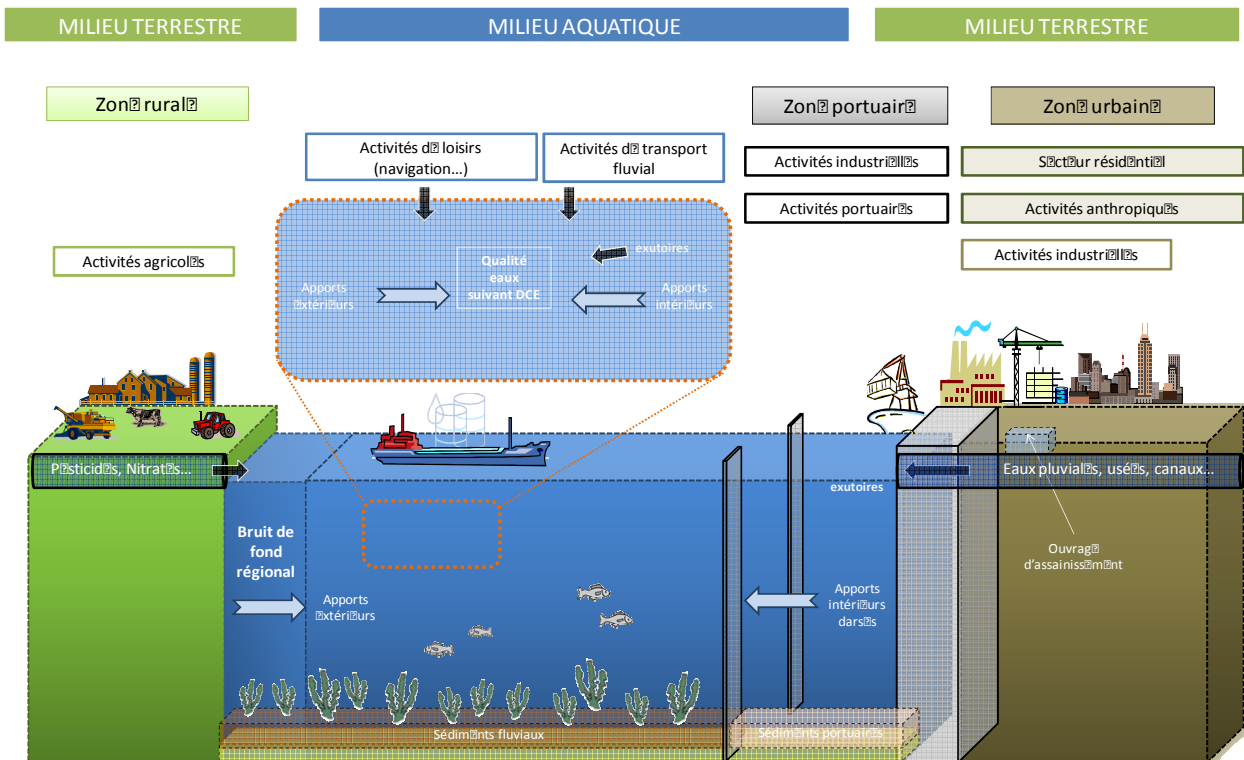 MILIEU TERRESTRE
MILIEU AQUATIQUE
MILIEU TERRESTRE
Zon⍰ rural⍰
Zon⍰ portuair⍰
Zon⍰ urbain⍰
Activités d⍰ loisirs
(navigation…)
Activités d⍰ transport
fluvial
Activités industri⍰ll⍰s
S⍰ct⍰ur résid⍰nti⍰l
Activités portuair⍰s
Activités anthropiqu⍰s
Activités agricol⍰s
Activités industri⍰ll⍰s
exutoires
Qualité
eaux
suivant DCE
Apports
⍰xtéri⍰urs
Apports
intéri⍰urs
P⍰sticid⍰s, Nitrat⍰s…
Eaux pluvial⍰s, usé⍰s, canaux…
exutoires
Bruit de
fond
régional
Ouvrag⍰
d’assainiss⍰m⍰nt
Apports
⍰xtéri⍰urs
Apports
intéri⍰urs
dars⍰s
Sédim⍰nts fluviaux
Sédim⍰nts portuair⍰s